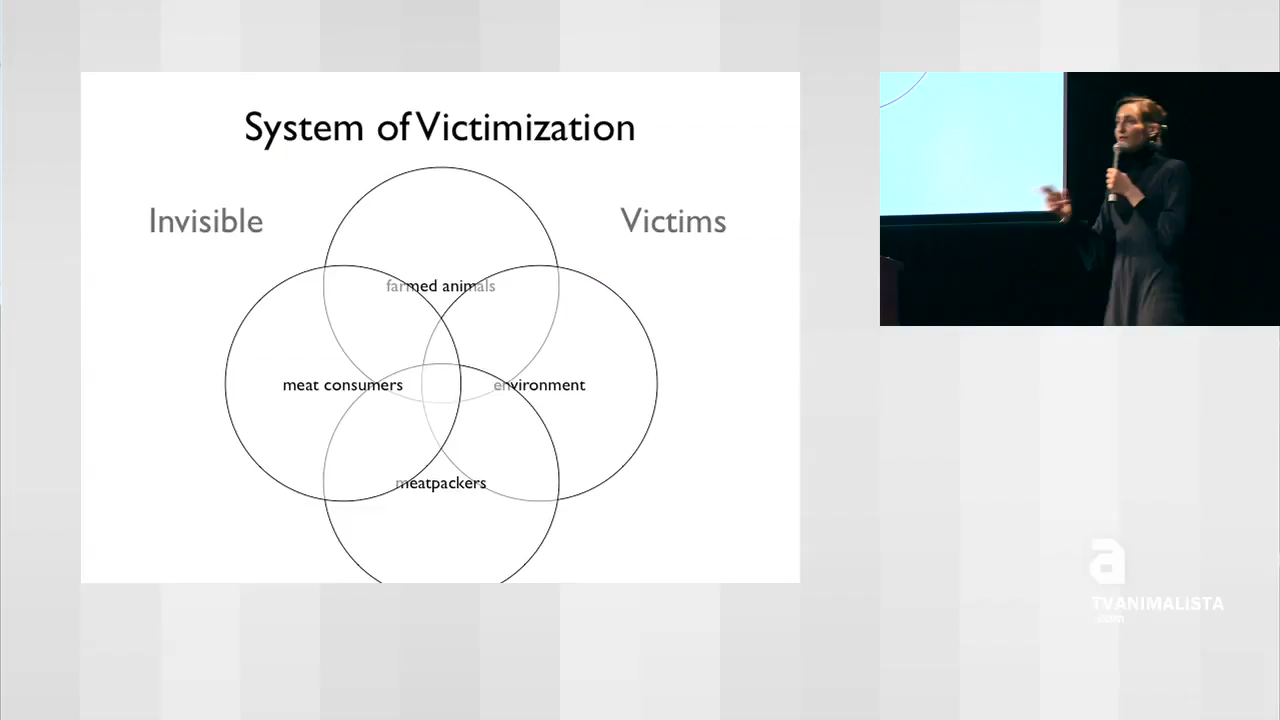 System of Victimization
Invisible
Victims
farmed animals
meat consumers
environment
meatpackers
a
TVANIMALISTA
.com